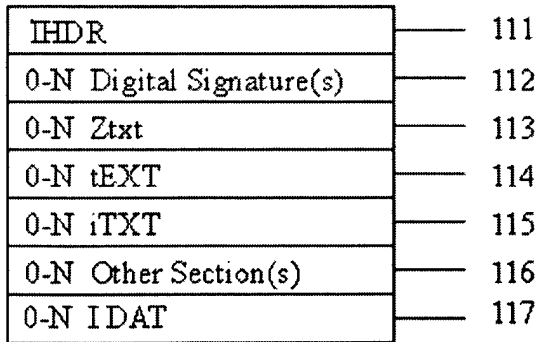 IHDR 111
0-N Digital Signature(s) 112
0-N Ztxt 113
0-N tEXT 114
0-N iTXT 115
0-N Other Section(s) 116
0-N IDAT 117